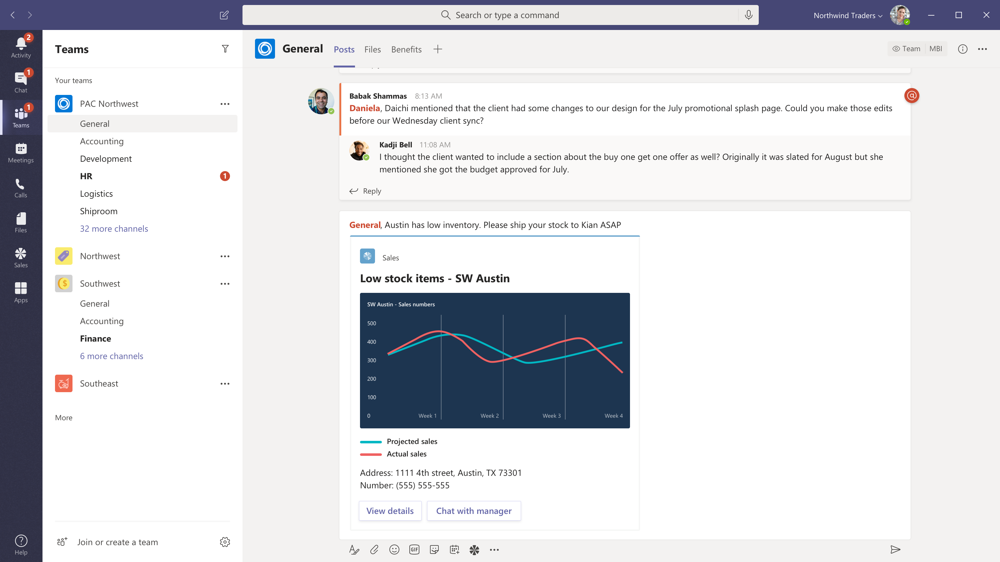 Search or type a command
Northwind Traders
2
Activity
1
Chat
1
Teams
Meetings
Calls
Files
Sales
Apps
Help
Teams
Your teams
PAC Northwest
General
Accounting
Development
HR
1
Logistics
Shiproom
32 more channels
Northwest
Southwest
General
Accounting
Finance
6 more channels
Southeast
More
Join or create a team
General
Posts
Files
Benefits
Team
MBI
Babak Shammas 8:13 AM
@
Daniela, Daichi mentioned that the client had some changes to our design for the July promotional splash page. Could you make those edits
before our Wednesday client sync?
Kadji Bell 11:08 AM
I thought the client wanted to include a section about the buy one get one offer as well? Originally it was slated for August but she
mentioned she got the budget approved for July.
Reply
General, Austin has low inventory. Please ship your stock to Kian ASAP
Sales
Low stock items - SW Austin
SW Austin - Sales numbers
500
400
300
200
100
0
Week 1
Week 2
Week 3
Week 4
Projected sales
Actual sales
Address: 1111 4th street, Austin, TX 73301
Number: (555) 555-555
View details
Chat with manager
GIF